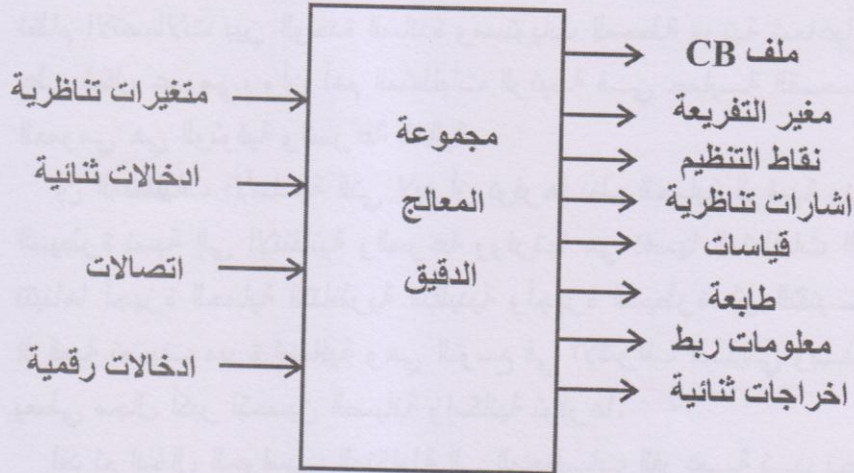 ملف CB
مغير التفريعة
نقاط التنظيم
اشارات تناظرية
قياسات
طابعة
معلومات ربط
اخراجات ثنائية
مجموعة
المعالج
الدقيق
متغيرات تناظرية
ادخالات ثنائية
اتصالات
ادخالات رقمية